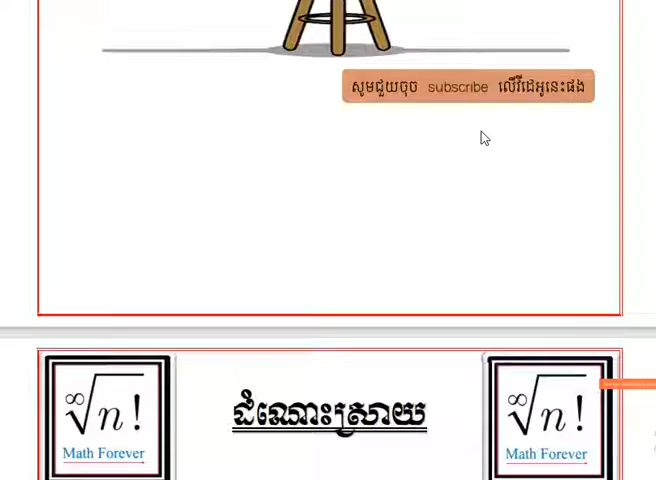 សូមជួយចុច subscribe លើវីដេអូនេះផង
∞√n!
Math Forever
ដំណោះស្រាយ
∞√n!
Math Forever